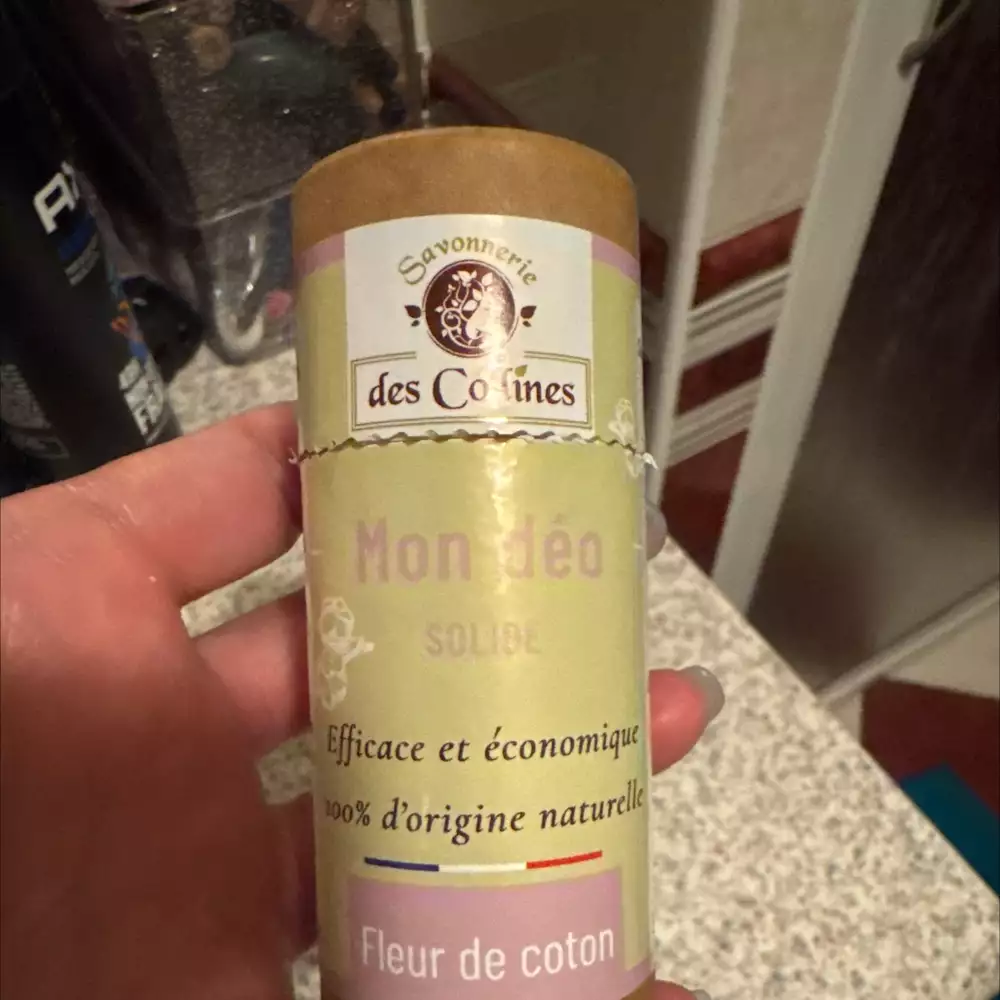 Savonnerie
des Collines
Mon déo
SOLIDE
Efficace et économique
100% d'origine naturelle
Fleur de coton